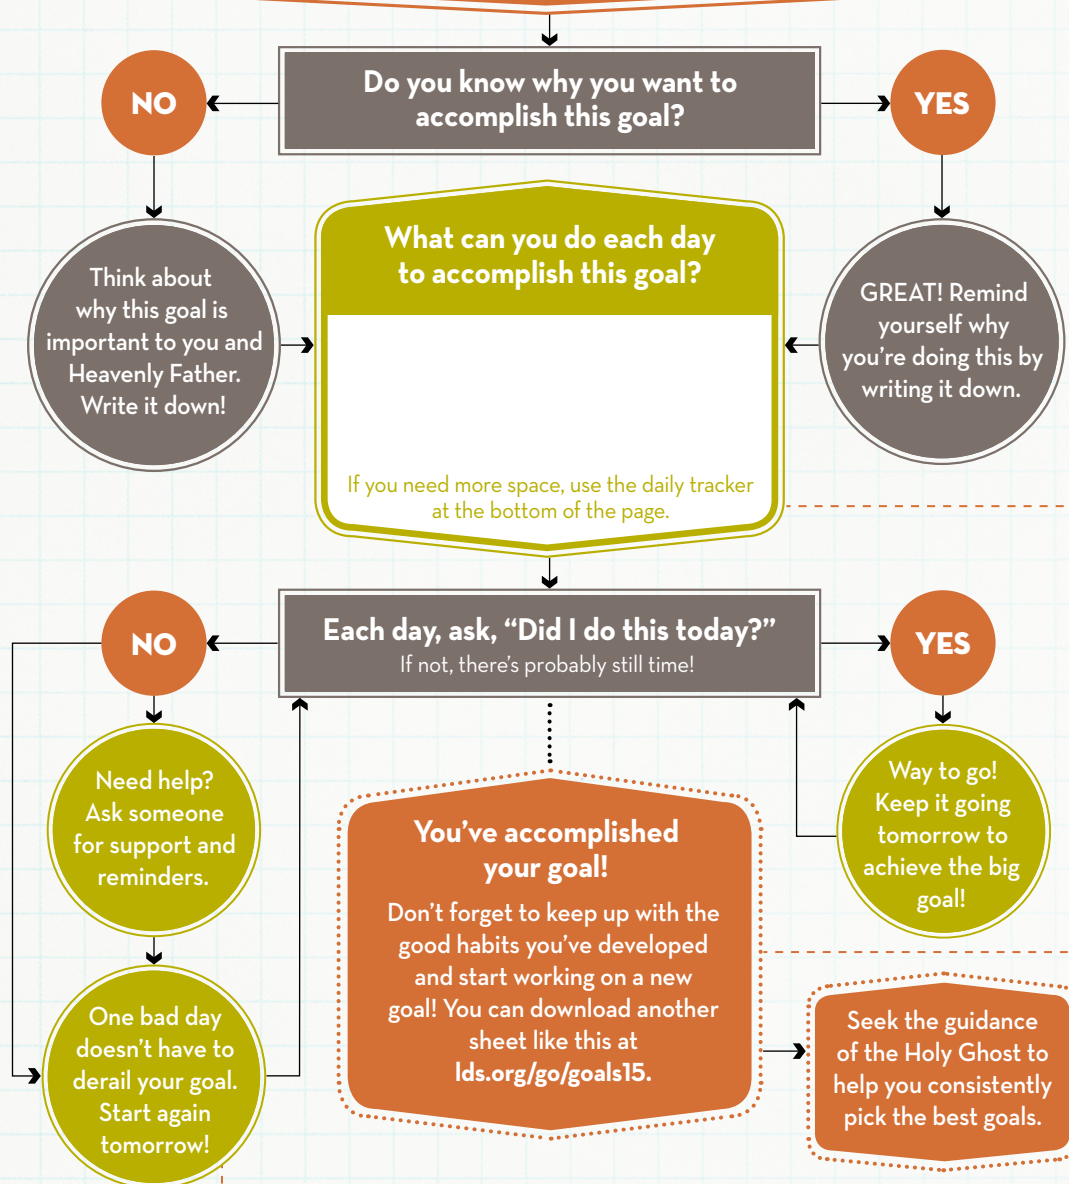 Do you know why you want to
accomplish this goal?
NO
YES
Think about
why this goal is
important to you and
Heavenly Father.
Write it down!
What can you do each day
to accomplish this goal?
If you need more space, use the daily tracker
at the bottom of the page.
GREAT! Remind
yourself why
you’re doing this by
writing it down.
Each day, ask, “Did I do this today?”
If not, there’s probably still time!
NO
YES
Need help?
Ask someone
for support and
reminders.
One bad day
doesn’t have to
derail your goal.
Start again
tomorrow!
Way to go!
Keep it going
tomorrow to
achieve the big
goal!
You’ve accomplished
your goal!
Don’t forget to keep up with the
good habits you’ve developed
and start working on a new
goal! You can download another
sheet like this at
lds.org/go/goals15.
Seek the guidance
of the Holy Ghost to
help you consistently
pick the best goals.